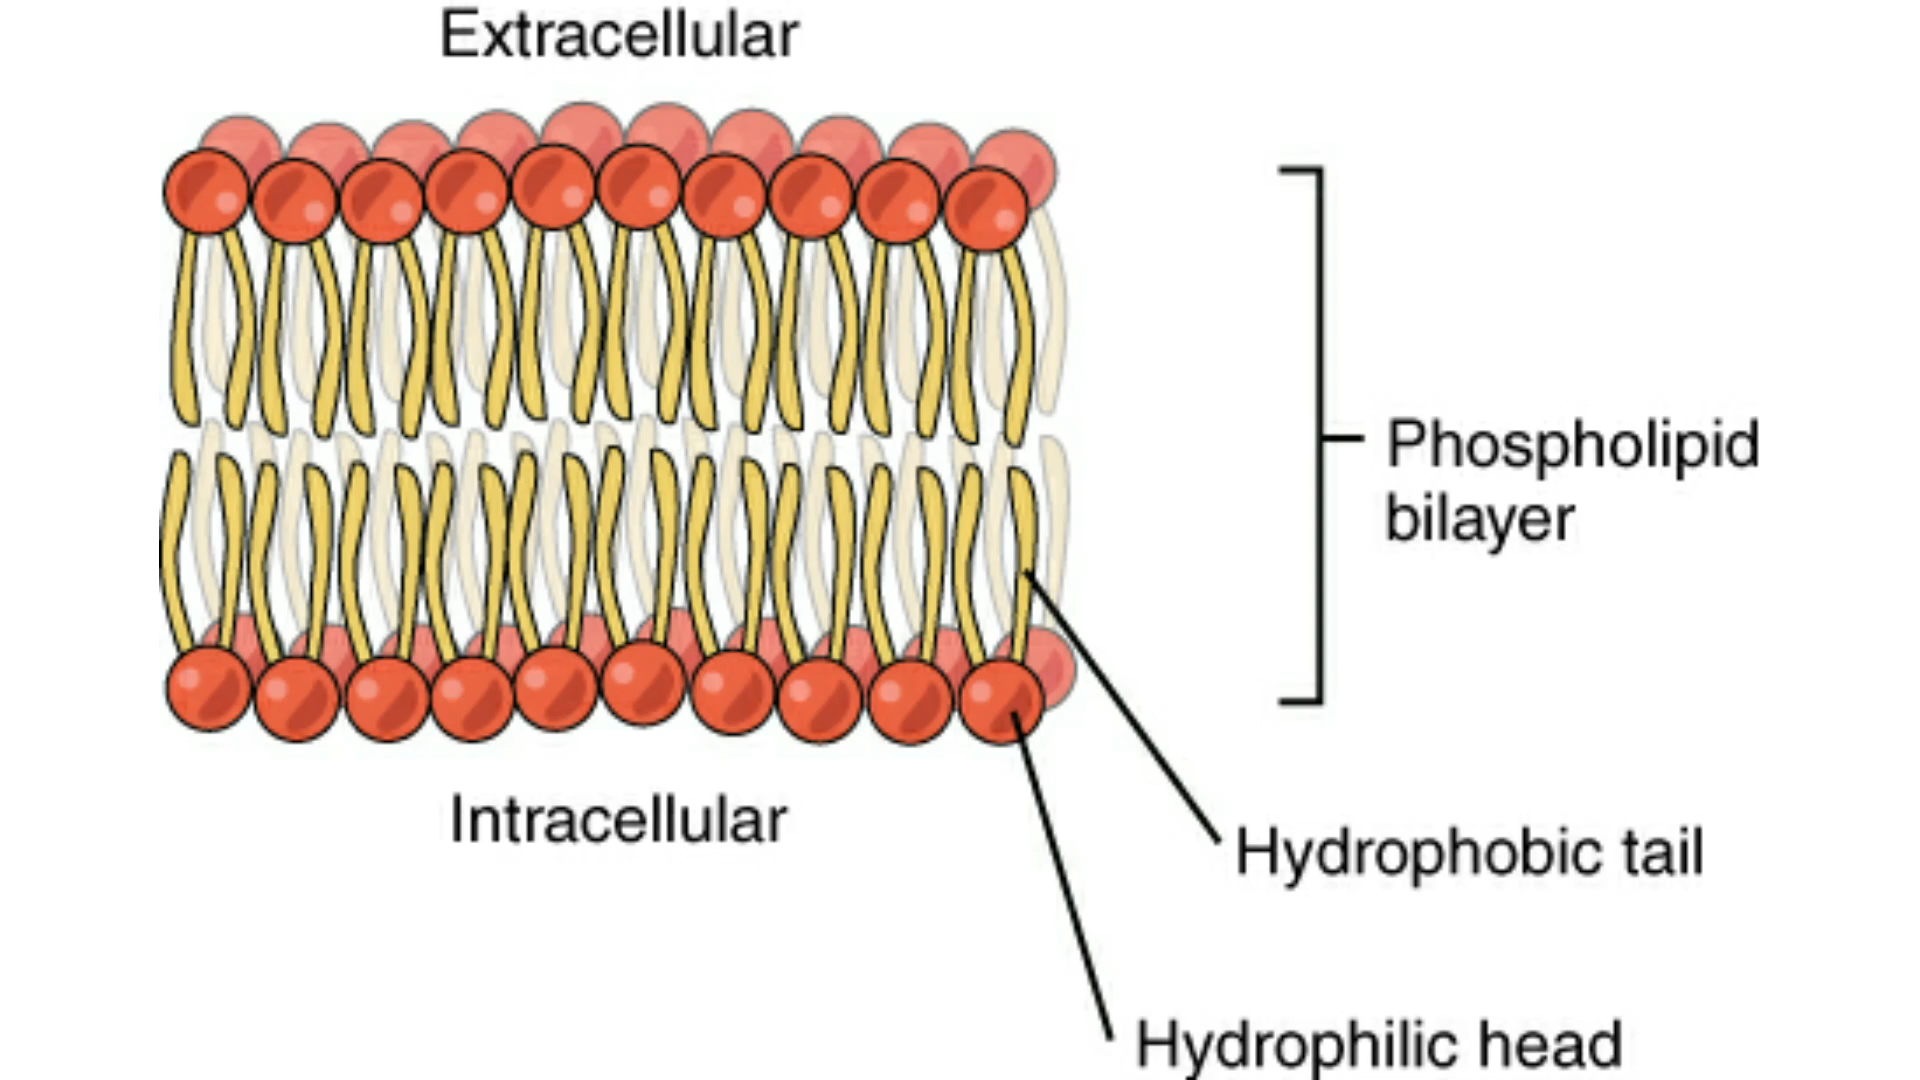 Extracellular
Phospholipid
bilayer
Intracellular
Hydrophobic tail
Hydrophilic head